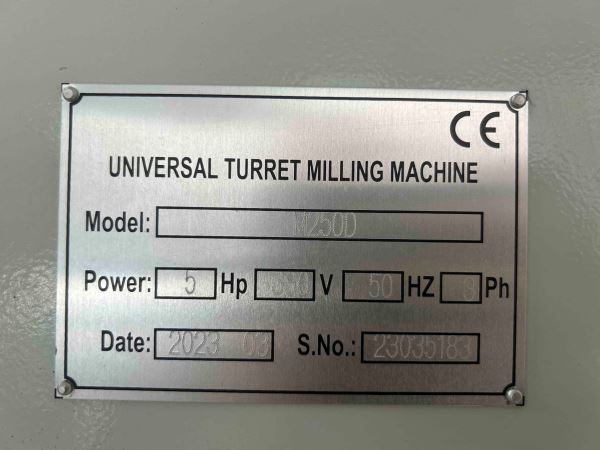 CE
UNIVERSAL TURRET MILLING MACHINE
Model: M250D
Power: 5 Hp V 50 HZ 3 Ph
Date: 2023 03 S.No.: 23035183